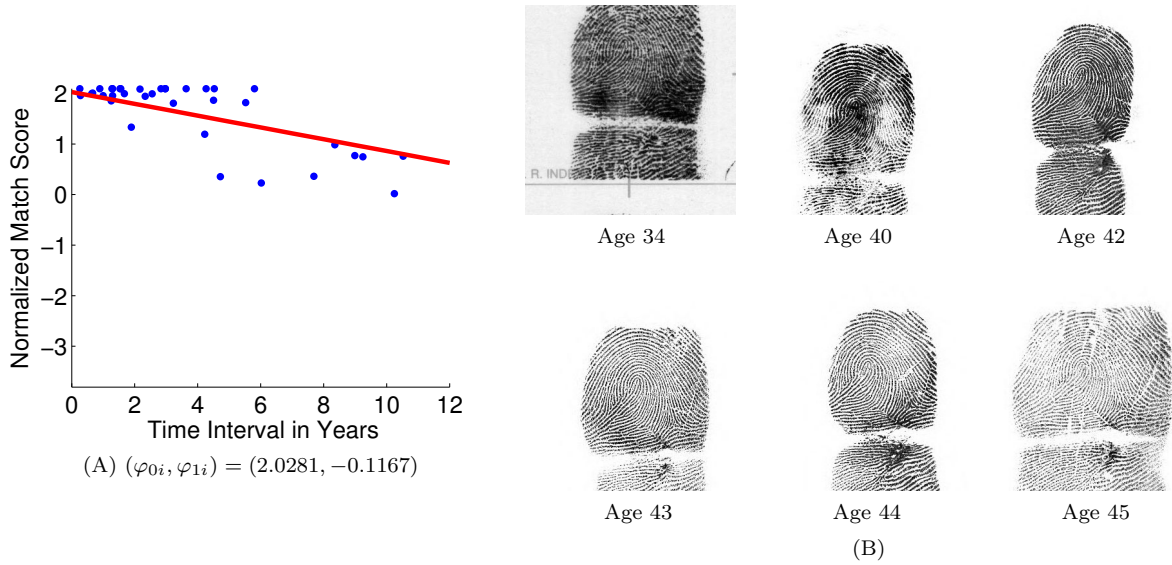 2
1
0
−1
−2
−3
Normalized Match Score
0 2 4 6 8 10 12
Time Interval in Years
(A) (φ₀ᵢ, φ₁ᵢ) = (2.0281, −0.1167)
R. INDE
Age 34
Age 40
Age 42
Age 43
Age 44
Age 45
(B)